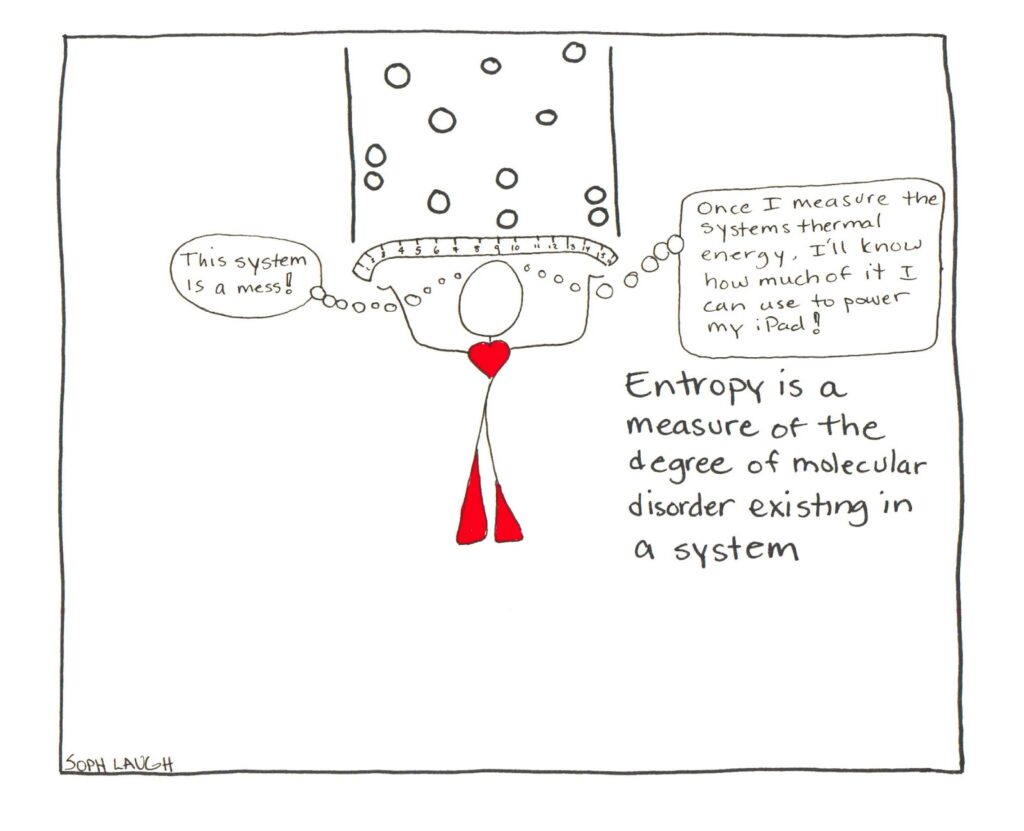 1 2 3 4 5 6 7 8 9 10 11 12 13 14 15 16
This system
is a mess!
Once I measure the
systems thermal
energy, I'll know
how much of it I
can use to power
my iPad!
Entropy is a
measure of the
degree of molecular
disorder existing in
a system
SOPH LAUGH